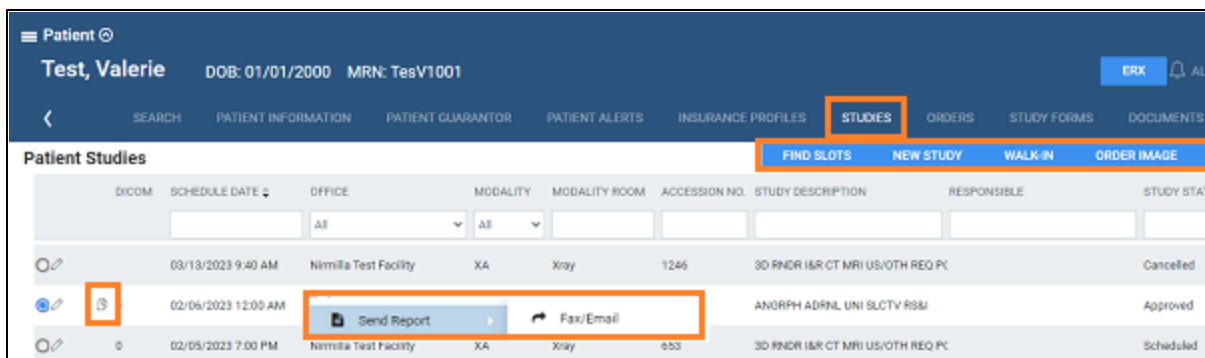 Patient
Test, Valerie DOB: 01/01/2000 MRN: TesV1001 ERX AL
SEARCH PATIENT INFORMATION PATIENT GUARANTOR PATIENT ALERTS INSURANCE PROFILES STUDIES ORDERS STUDY FORMS DOCUMENTS
Patient Studies FIND SLOTS NEW STUDY WALK-IN ORDER IMAGE
DICOM SCHEDULE DATE OFFICE MODALITY MODALITY ROOM ACCESSION NO. STUDY DESCRIPTION RESPONSIBLE STUDY STA
All All
03/13/2023 9:40 AM Nirmilla Test Facility XA Xray 1246 3D RNDR I&R CT MRI US/OTH REQ PC Cancelled
02/06/2023 12:00 AM ANGRPH ADRNL UNI SLCTV RS&I Approved
Send Report Fax/Email
0 02/05/2023 7:00 PM Nirmilla Test Facility XA Xray 653 3D RNDR I&R CT MRI US/OTH REQ PC Scheduled